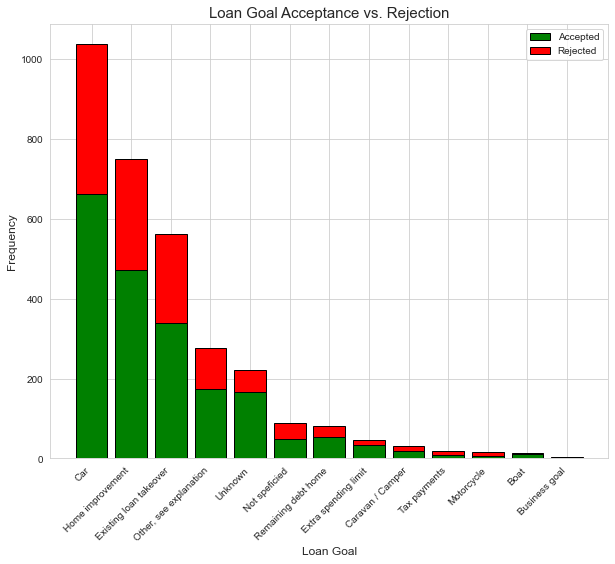 Loan Goal Acceptance vs. Rejection
Accepted
Rejected
Frequency
1000
800
600
400
200
0
Car
Home improvement
Existing loan takeover
Other, see explanation
Unknown
Not speficied
Remaining debt home
Extra spending limit
Caravan / Camper
Tax payments
Motorcycle
Boat
Business goal
Loan Goal